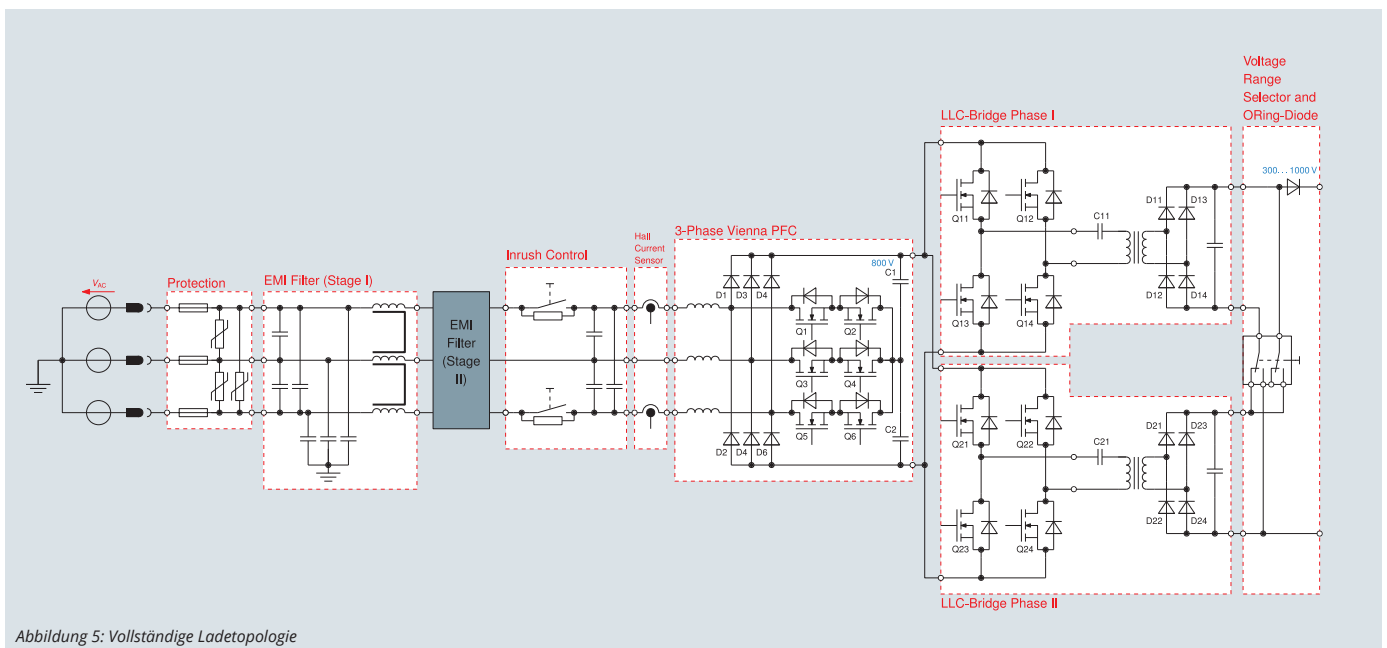 Voltage
Range
Selector and
ORing-Diode
LLC-Bridge Phase I
300...1000 V
Q11
Q12
C11
D11
D13
Q13
Q14
D12
D14
3-Phase Vienna PFC
Hall
Current
Sensor
Inrush Control
800 V
C1
D1
D3
D4
Q1
Q2
Q3
Q4
Q5
Q6
D2
D4
D6
C2
VAC
Protection
EMI Filter (Stage I)
EMI
Filter
(Stage
II)
Q21
Q22
C21
D21
D23
Q23
Q24
D22
D24
LLC-Bridge Phase II
Abbildung 5: Vollständige Ladetopologie